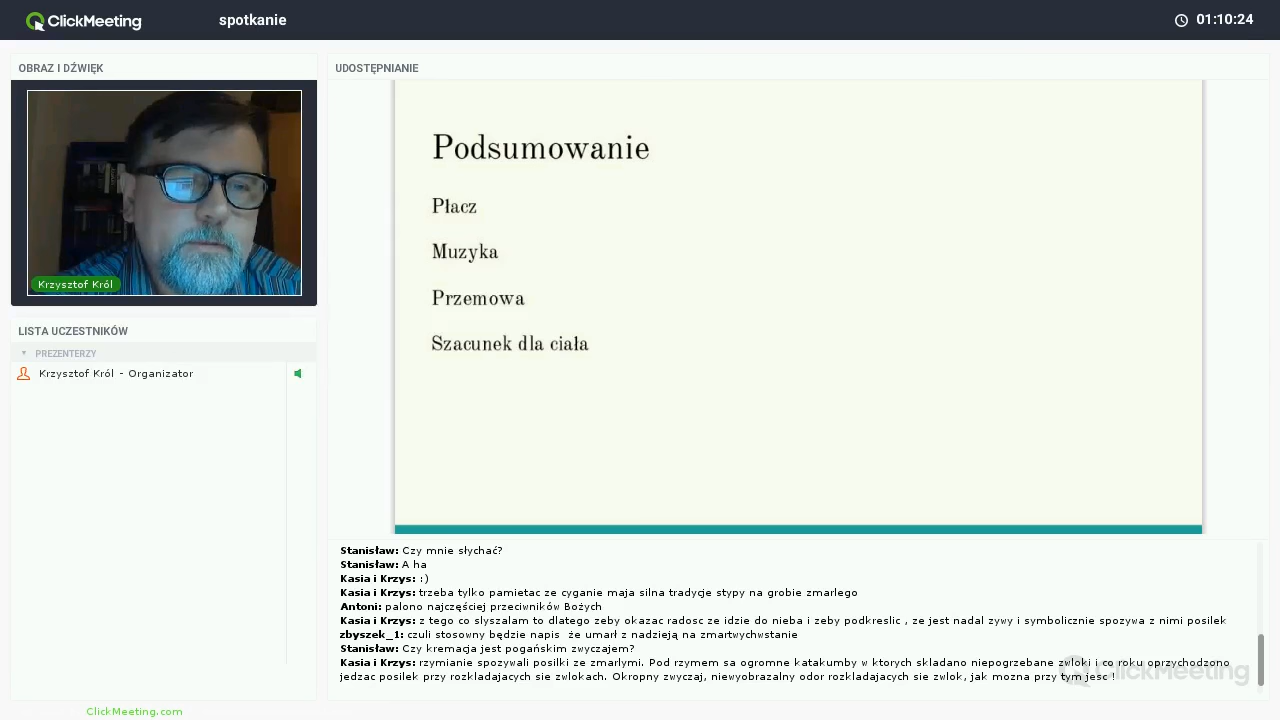 ClickMeeting
spotkanie
01:10:24
OBRAZ I DŹWIĘK
Krzysztof Król
LISTA UCZESTNIKÓW
PREZENTERZY
Krzysztof Król - Organizator
UDOSTĘPNIANIE
Podsumowanie
Płacz
Muzyka
Przemowa
Szacunek dla ciała
Stanisław: Czy mnie słychać?
Stanisław: A ha
Kasia i Krzys: :)
Kasia i Krzys: trzeba tylko pamietac ze cyganie maja silna tradycje stypy na grobie zmarlego
Antoni: palono najczęściej przeciwników Bożych
Kasia i Krzys: z tego co slyszalam to dlatego zeby okazac radosc ze idzie do nieba i zeby podkreslic , ze jest nadal zywy i symbolicznie spozywa z nimi posilek
zbyszek_1: czuli stosowny będzie napis  że umarł z nadzieją na zmartwychwstanie
Stanisław: Czy kremacja jest pogańskim zwyczajem?
Kasia i Krzys: rzymianie spozywali posilki ze zmarlymi. Pod rzymem sa ogromne katakumby w ktorych skladano niepogrzebane zwloki i co roku oprzychodzono
jedzac posilek przy rozkladajacych sie zwlokach. Okropny zwyczaj, niewyobrazalny odor rozkladajacych sie zwlok, jak mozna przy tym jesc !
ClickMeeting
ClickMeeting.com